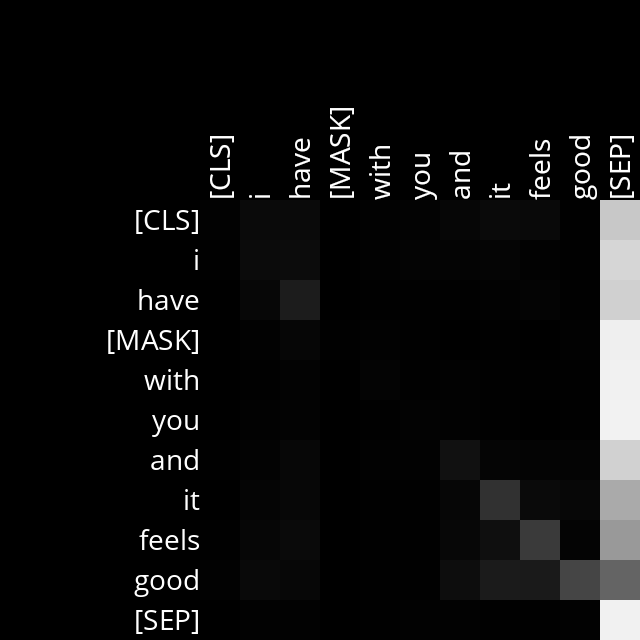 [CLS] i have [MASK] with you and it feels good [SEP]
[CLS]
i
have
[MASK]
with
you
and
it
feels
good
[SEP]